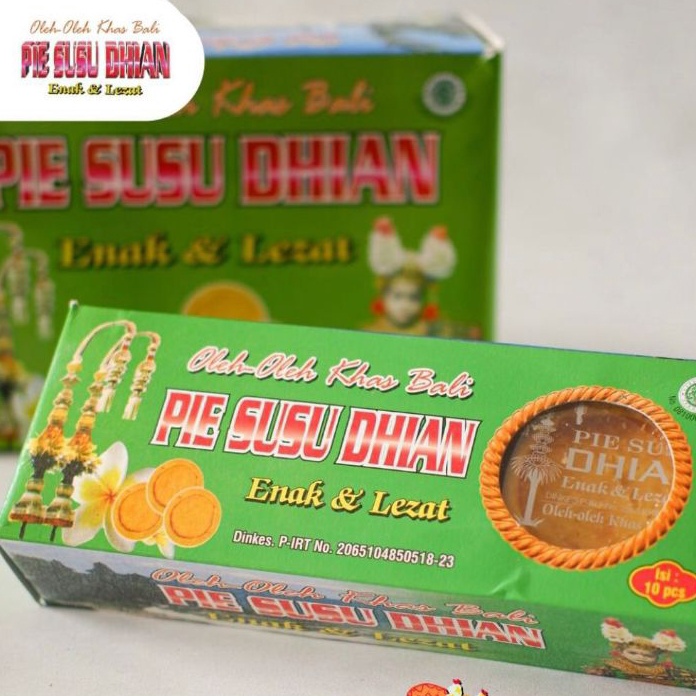 Oleh-Oleh Khas Bali
PIE SUSU DHIAN
Enak & Lezat
Khas Bali
PIE SUSU DHIAN
Enak & Lezat
Oleh-Oleh Khas Bali
PIE SUSU DHIAN
Enak & Lezat
Dinkes. P-IRT No. 2065104850518-23
PIE SU
DHIA
Enak & Lez
Oleh-oleh Khas
Isi :
10 pcs
Oleh-Oleh Khas Bali
PIE SUSU DHIAN
Enak & Lezat